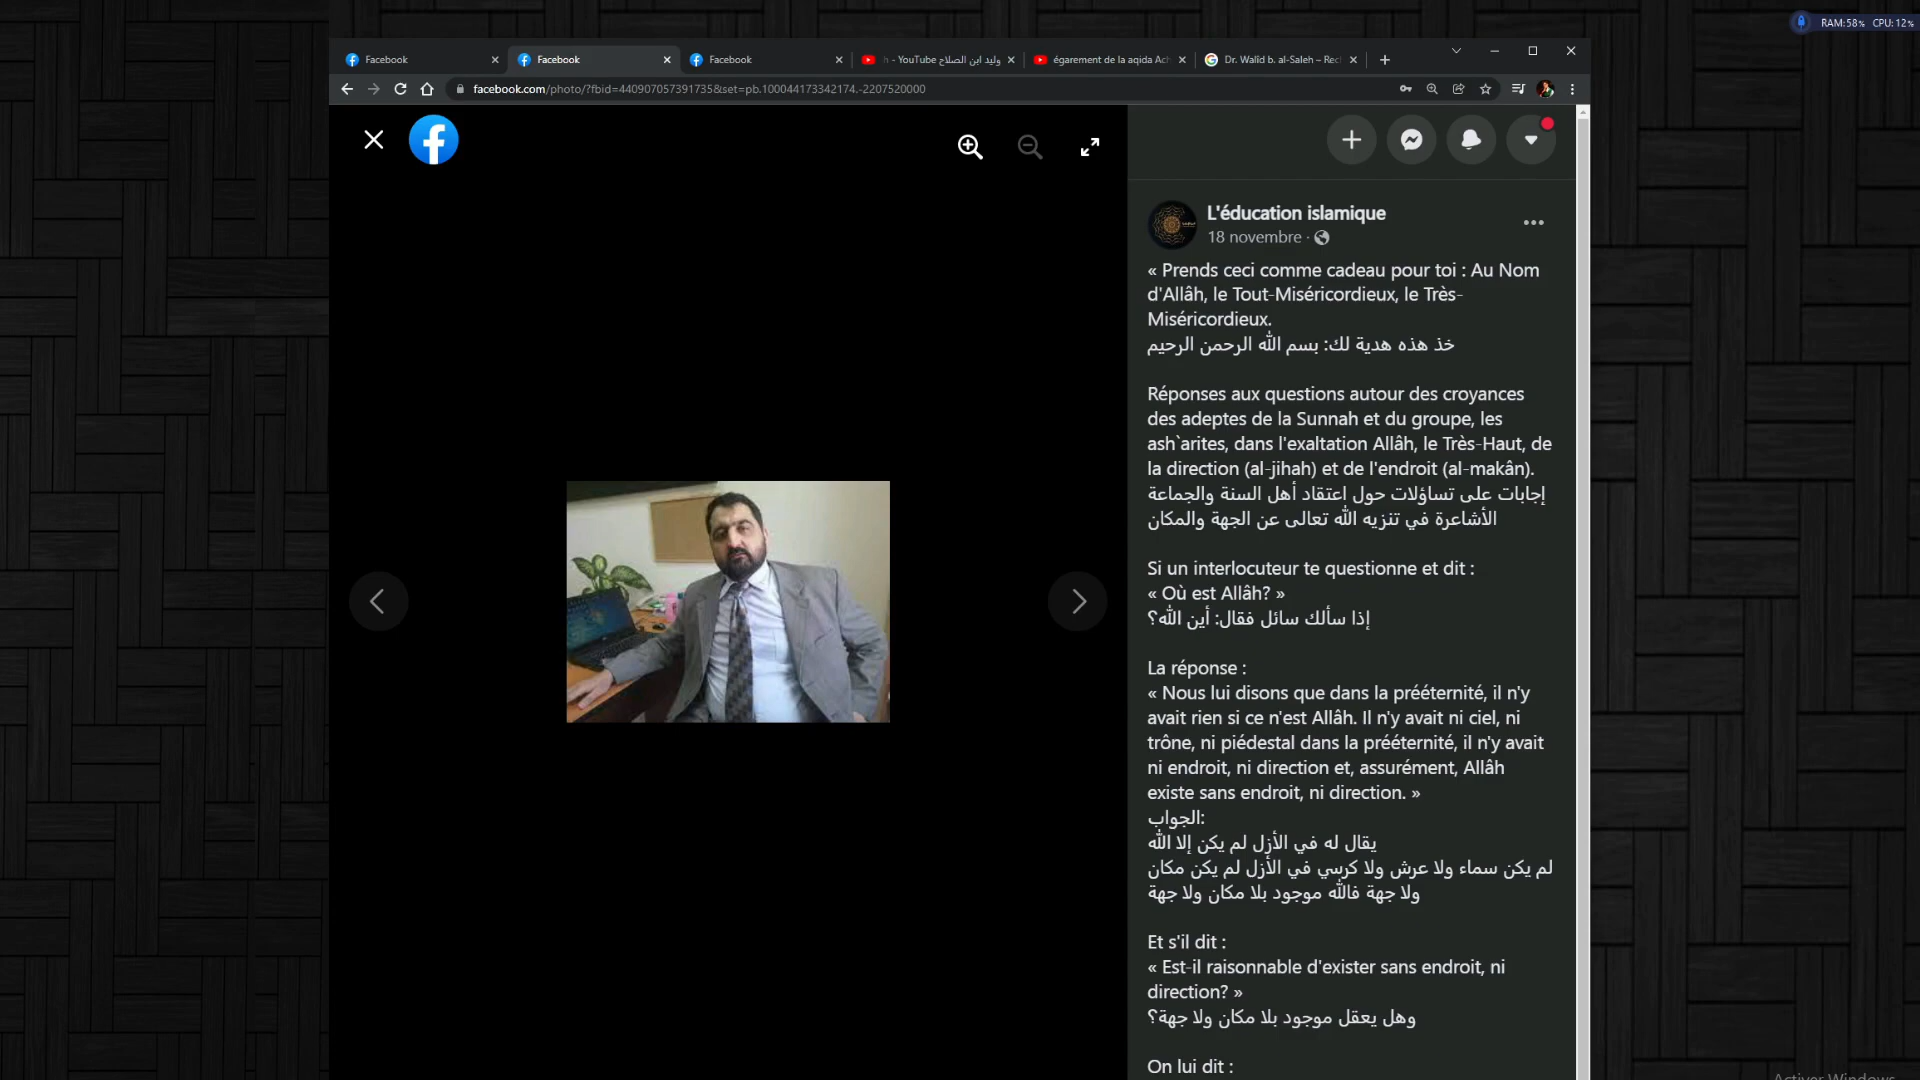 RAM:58% CPU:12%
Facebook
Facebook
Facebook
وليد ابن الصلاح YouTube - h
égarement de la aqida Ach
Dr. Walîd b. al-Saleh – Rec
facebook.com/photo/?fbid=440907057391735&set=pb.100044173342174.-2207520000
L'éducation islamique
18 novembre ·
« Prends ceci comme cadeau pour toi : Au Nom
d'Allâh, le Tout-Miséricordieux, le Très-
Miséricordieux.
خذ هذه هدية لك: بسم الله الرحمن الرحيم
Réponses aux questions autour des croyances
des adeptes de la Sunnah et du groupe, les
ash`arites, dans l'exaltation Allâh, le Très-Haut, de
la direction (al-jihah) et de l'endroit (al-makân).
إجابات على تساؤلات حول اعتقاد أهل السنة والجماعة
الأشاعرة في تنزيه الله تعالى عن الجهة والمكان
Si un interlocuteur te questionne et dit :
« Où est Allâh? »
إذا سألك سائل فقال: أين الله؟
La réponse :
« Nous lui disons que dans la prééternité, il n'y
avait rien si ce n'est Allâh. Il n'y avait ni ciel, ni
trône, ni piédestal dans la prééternité, il n'y avait
ni endroit, ni direction et, assurément, Allâh
existe sans endroit, ni direction. »
الجواب:
يقال له في الأزل لم يكن إلا الله
لم يكن سماء ولا عرش ولا كرسي في الأزل لم يكن مكان
ولا جهة فالله موجود بلا مكان ولا جهة
Et s'il dit :
« Est-il raisonnable d'exister sans endroit, ni
direction? »
وهل يعقل موجود بلا مكان ولا جهة؟
On lui dit :
Activer Windows